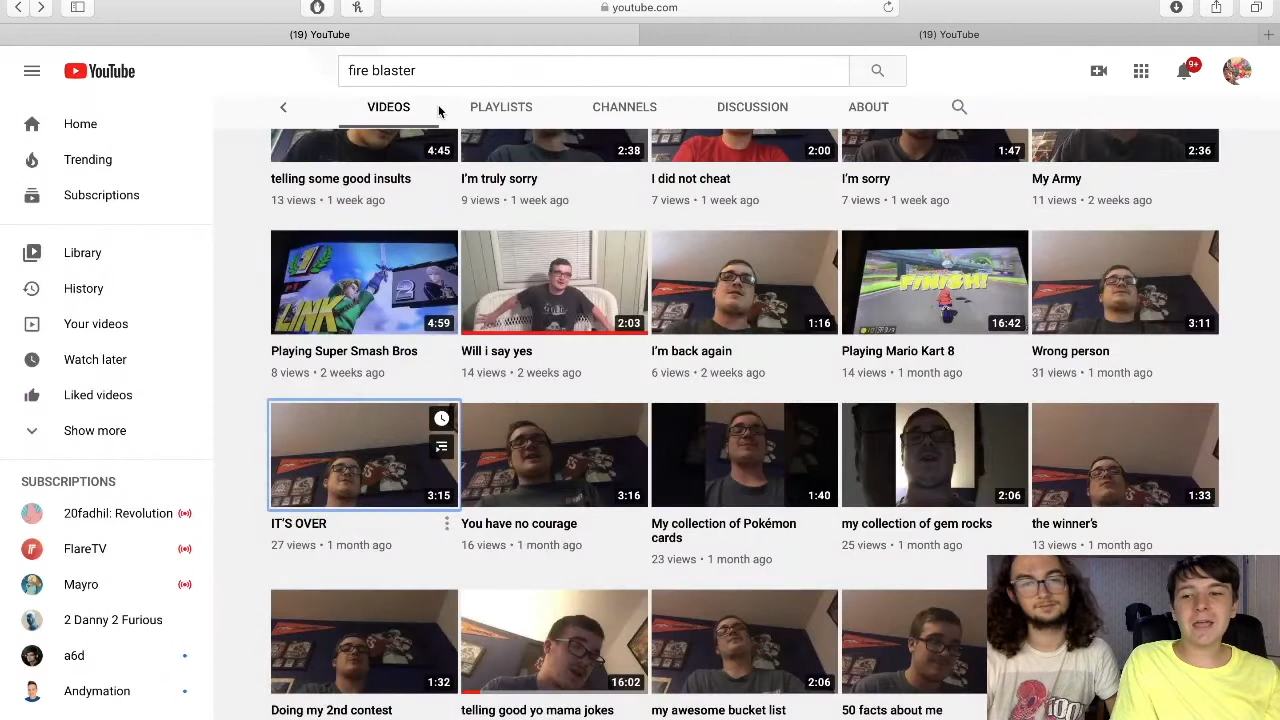 youtube.com
(19) YouTube
(19) YouTube
YouTube
fire blaster
9+
VIDEOS
PLAYLISTS
CHANNELS
DISCUSSION
ABOUT
Home
Trending
Subscriptions
Library
History
Your videos
Watch later
Liked videos
Show more
SUBSCRIPTIONS
20fadhil: Revolution
FlareTV
Mayro
2 Danny 2 Furious
a6d
Andymation
4:45
2:38
2:00
1:47
2:36
telling some good insults
I'm truly sorry
I did not cheat
I'm sorry
My Army
13 views • 1 week ago
9 views • 1 week ago
7 views • 1 week ago
7 views • 1 week ago
11 views • 2 weeks ago
LINK
2
4:59
2:03
1:16
FINISH!
16:42
3:11
Playing Super Smash Bros
Will i say yes
I'm back again
Playing Mario Kart 8
Wrong person
8 views • 2 weeks ago
14 views • 2 weeks ago
6 views • 2 weeks ago
14 views • 1 month ago
31 views • 1 month ago
3:15
3:16
1:40
2:06
1:33
IT'S OVER
You have no courage
My collection of Pokémon
cards
my collection of gem rocks
the winner's
27 views • 1 month ago
16 views • 1 month ago
23 views • 1 month ago
25 views • 1 month ago
13 views • 1 month ago
1:32
16:02
2:06
Doing my 2nd contest
telling good yo mama jokes
my awesome bucket list
50 facts about me